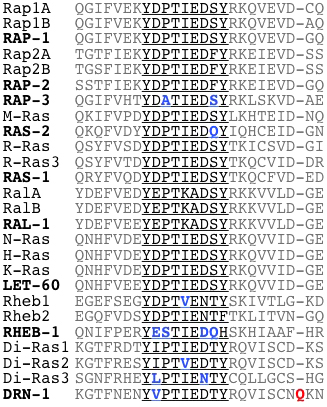 Rap1A QGIFVEKYDPTIEDSYRKQVEVD-CQ
Rap1B QGIFVEKYDPTIEDSYRKQVEVD-AQ
RAP-1 QGIFVEKYDPTIEDSYRKQVEVD-GQ
Rap2A TGTFIEKYDPTIEDFYRKEIEVD-SS
Rap2B TGSFIEKYDPTIEDFYRKEIEVD-SS
RAP-2 SSTFIEKYDPTIEDFYRKEIEVD-GQ
RAP-3 QGIFVHTYDATIEDSYRKLSKVD-AE
M-Ras QKIFVPDYDPTIEDSYLKHTEID-NQ
RAS-2 QKQFVDYYDPTIEDQYIQHCEID-GN
R-Ras QSYFVSDYDPTIEDSYTKICSVD-GI
R-Ras3 QSYFVTDYDPTIEDSYTKQCVID-DR
RAS-1 QRYFVQDYDPTIEDSYTKQCFVD-ED
RalA YDEFVEDYEPTKADSYRKKVVLD-GE
RalB YDEFVEDYEPTKADSYRKKVVLD-GE
RAL-1 YDEFVEDYEPTKADSYRKKVVLD-GE
N-Ras QNHFVDEYDPTIEDSYRKQVVID-GE
H-Ras QNHFVDEYDPTIEDSYRKQVVID-GE
K-Ras QNHFVDEYDPTIEDSYRKQVVID-GE
LET-60 QNHFVDEYDPTIEDSYRKQVVID-GE
Rheb1 EGEFSEGYDPTVENTYSKIVTLG-KD
Rheb2 EGQFVDSYDPTIENTFTKLVTVN-GQ
RHEB-1 QNIFPERYESTIEDQHSKHIAAF-HR
Di-Ras1 KGTFRDTYIPTIEDTYRQVISCD-KS
Di-Ras2 KGTFRESYIPTVEDTYRQVISCD-KS
Di-Ras3 SGNFRHEYLPTIENTYCQLLGCS-HG
DRN-1 KGTFNENYVPTIEDTYRQVISCNQKN